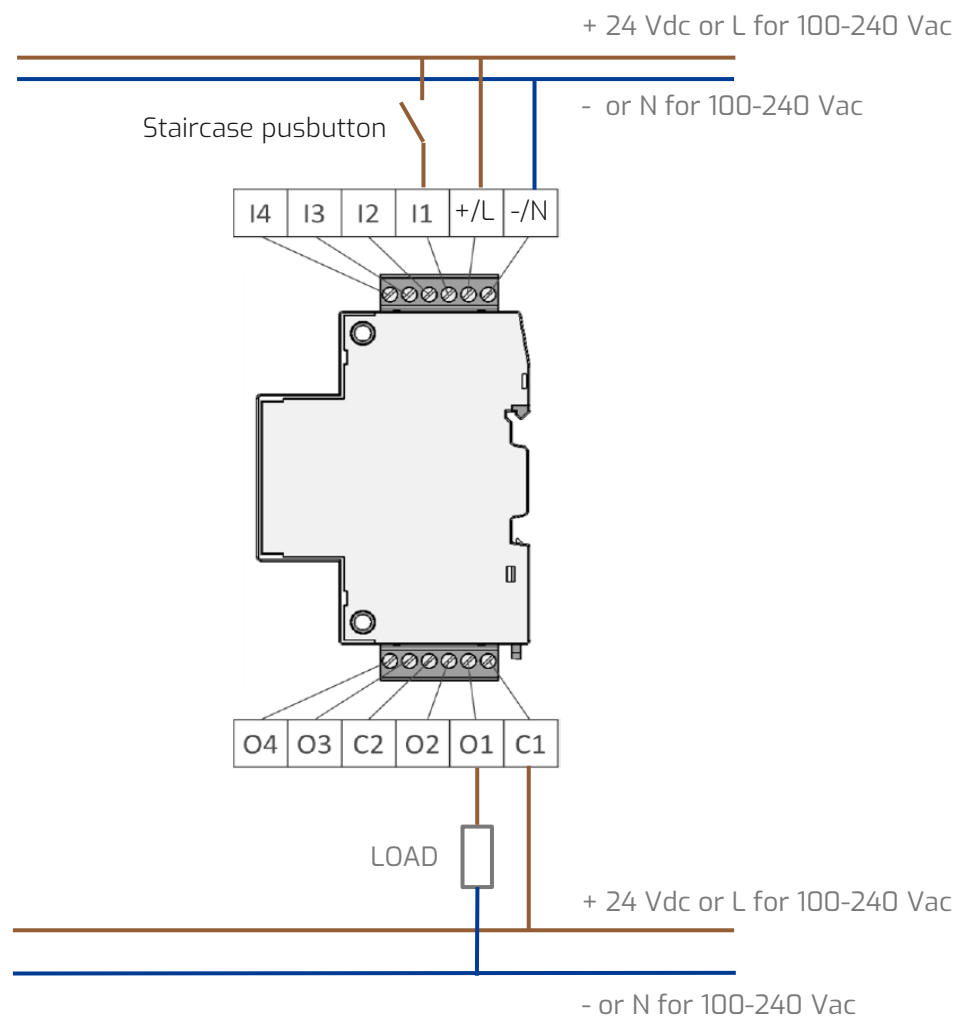 + 24 Vdc or L for 100-240 Vac
- or N for 100-240 Vac
Staircase pusbutton
I4 I3 I2 I1 +/L -/N
O4 O3 C2 O2 O1 C1
LOAD
+ 24 Vdc or L for 100-240 Vac
- or N for 100-240 Vac